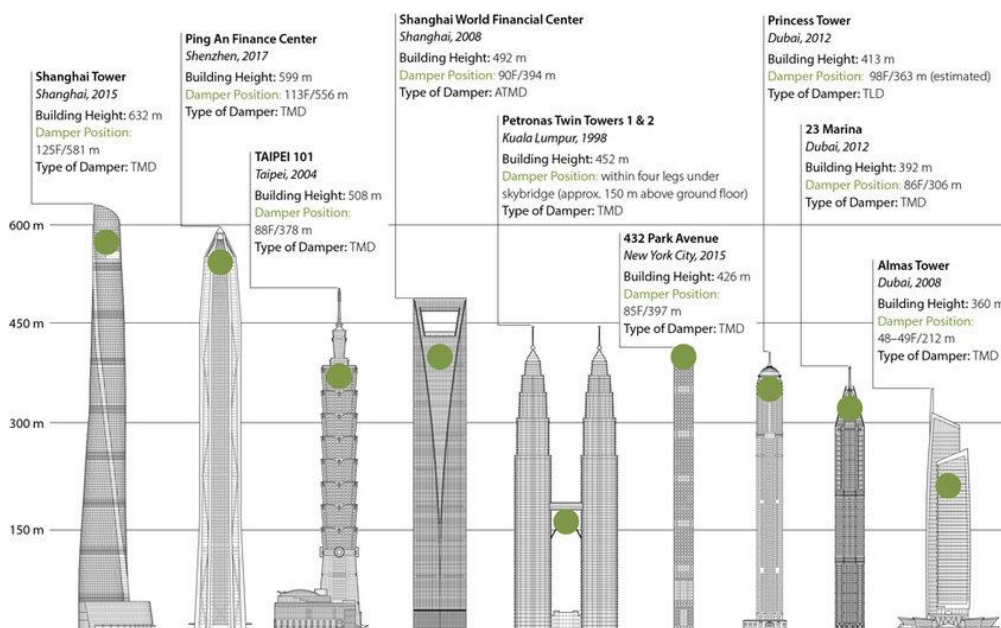 Shanghai Tower
Shanghai, 2015
Building Height: 632 m
Damper Position:
125F/581 m
Type of Damper: TMD
Ping An Finance Center
Shenzhen, 2017
Building Height: 599 m
Damper Position: 113F/556 m
Type of Damper: TMD
TAIPEI 101
Taipei, 2004
Building Height: 508 m
Damper Position:
88F/378 m
Type of Damper: TMD
Shanghai World Financial Center
Shanghai, 2008
Building Height: 492 m
Damper Position: 90F/394 m
Type of Damper: ATMD
Petronas Twin Towers 1 & 2
Kuala Lumpur, 1998
Building Height: 452 m
Damper Position: within four legs under
skybridge (approx. 150 m above ground floor)
Type of Damper: TMD
432 Park Avenue
New York City, 2015
Building Height: 426 m
Damper Position:
85F/397 m
Type of Damper: TMD
Princess Tower
Dubai, 2012
Building Height: 413 m
Damper Position: 98F/363 m (estimated)
Type of Damper: TLD
23 Marina
Dubai, 2012
Building Height: 392 m
Damper Position: 86F/306 m
Type of Damper: TMD
Almas Tower
Dubai, 2008
Building Height: 360 m
Damper Position:
48–49F/212 m
Type of Damper: TMD
600 m
450 m
300 m
150 m